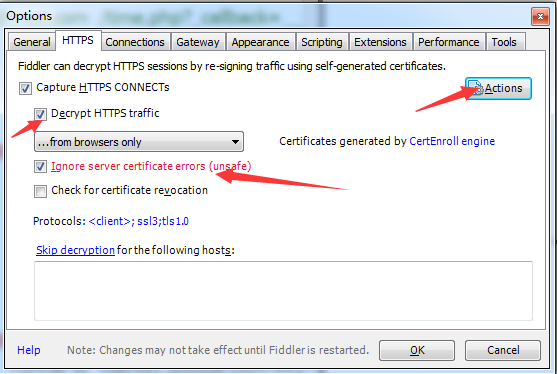 Options
General HTTPS Connections Gateway Appearance Scripting Extensions Performance Tools
Fiddler can decrypt HTTPS sessions by re-signing traffic using self-generated certificates.
Capture HTTPS CONNECTs
Actions
Decrypt HTTPS traffic
...from browsers only
Certificates generated by CertEnroll engine
Ignore server certificate errors (unsafe)
Check for certificate revocation
Protocols: <client>; ssl3;tls1.0
Skip decryption for the following hosts:
Help
Note: Changes may not take effect until Fiddler is restarted.
OK
Cancel